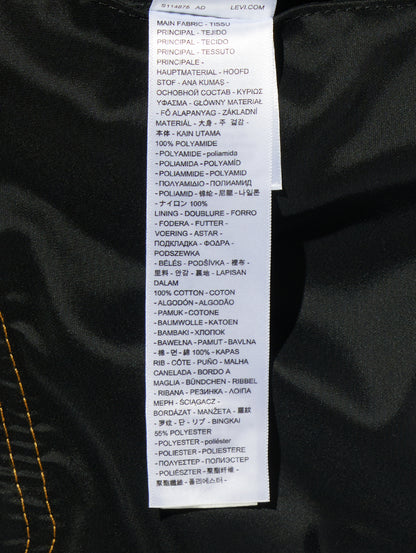 S114876 AD LEVI.COM
MAIN FABRIC - TISSU
PRINCIPAL - TEJIDO
PRINCIPAL - TECIDO
PRINCIPAL - TESSUTO
PRINCIPALE -
HAUPTMATERIAL - HOOFD
STOF - ANA KUMAŞ -
ОСНОВНОЙ СОСТАВ - ΚΥΡΙΩΣ
ΥΦΑΣΜΑ - GŁÓWNY MATERIAŁ
- FŐ ALAPANYAG - ZÁKLADNÍ
MATERIÁL - 大身 - 주 겉감 -
本体 - KAIN UTAMA
100% POLYAMIDE
- POLYAMIDE - poliamida
- POLIAMIDA - POLYAMÍD
- POLIAMMIDE - POLYAMID
- ΠΟΛΥΑΜΙΔΙΟ - ПОЛИАМИД
- POLIAMID - 锦纶 - 尼龍 - 나일론
- ナイロン 100%
LINING - DOUBLURE - FORRO
- FODERA - FUTTER -
VOERING - ASTAR -
ПОДКЛАДКА - ΦΟΔΡΑ -
PODSZEWKA
- BÉLÉS - PODŠÍVKA - 裡布 -
里料 - 안감 - 裏地 - LAPISAN
DALAM
100% COTTON - COTON
- ALGODÓN - ALGODÃO
- PAMUK - COTONE
- BAUMWOLLE - KATOEN
- BAMBAKI - ХЛОПОК
- BAWEŁNA - PAMUT - BAVLNA
- 棉 - 면 - 綿 100% - KAPAS
RIB - CÔTE - PUÑO - MALHA
CANELADA - BORDO A
MAGLIA - BÜNDCHEN - RIBBEL
- RIBANA - РЕЗИНКА - ΛΟΙΠΑ
ΜΕΡΗ - ŚCIĄGACZ -
BORDÁZAT - MANŽETA - 羅紋
- 罗纹 - 단 - リブ - BINGKAI
55% POLYESTER
- POLYESTER - poliéster
- POLIESTER - POLIESTERE
- ΠΟΛΥΕΣΤΕΡ - ПОЛИЭСТЕР
- POLIÉSZTER - 聚酯纤维 -
聚酯纖維 - 폴리에스터 -